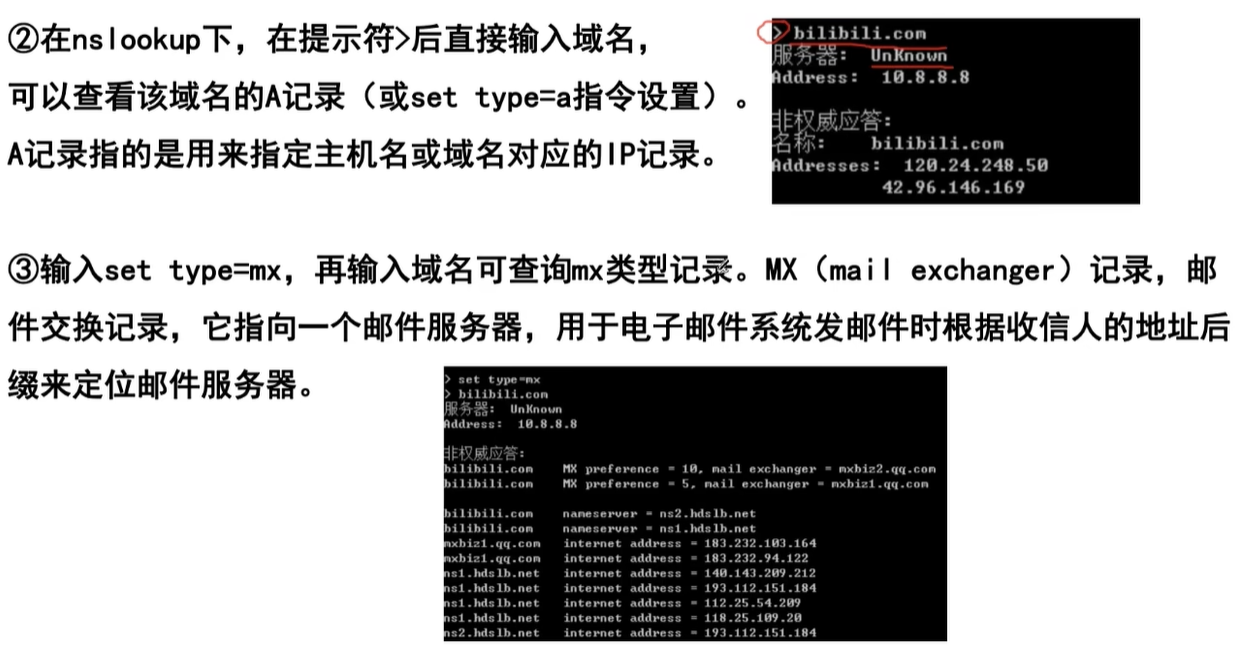 ②在nslookup下，在提示符>后直接输入域名，
可以查看该域名的A记录（或set type=a指令设置）。
A记录指的是用来指定主机名或域名对应的IP记录。
> bilibili.com
服务器： UnKnown
Address: 10.8.8.8
非权威应答：
名称： bilibili.com
Addresses: 120.24.248.50
42.96.146.169
③输入set type=mx，再输入域名可查询mx类型记录。MX（mail exchanger）记录，邮
件交换记录，它指向一个邮件服务器，用于电子邮件系统发邮件时根据收信人的地址后
缀来定位邮件服务器。
> set type=mx
> bilibili.com
服务器： UnKnown
Address: 10.8.8.8
非权威应答：
bilibili.com MX preference = 10, mail exchanger = mxbiz2.qq.com
bilibili.com MX preference = 5, mail exchanger = mxbiz1.qq.com
bilibili.com nameserver = ns2.hdslb.net
bilibili.com nameserver = ns1.hdslb.net
mxbiz1.qq.com internet address = 183.232.103.164
mxbiz1.qq.com internet address = 183.232.94.122
ns1.hdslb.net internet address = 140.143.209.212
ns1.hdslb.net internet address = 193.112.151.184
ns1.hdslb.net internet address = 112.25.54.209
ns1.hdslb.net internet address = 118.25.109.20
ns2.hdslb.net internet address = 193.112.151.184